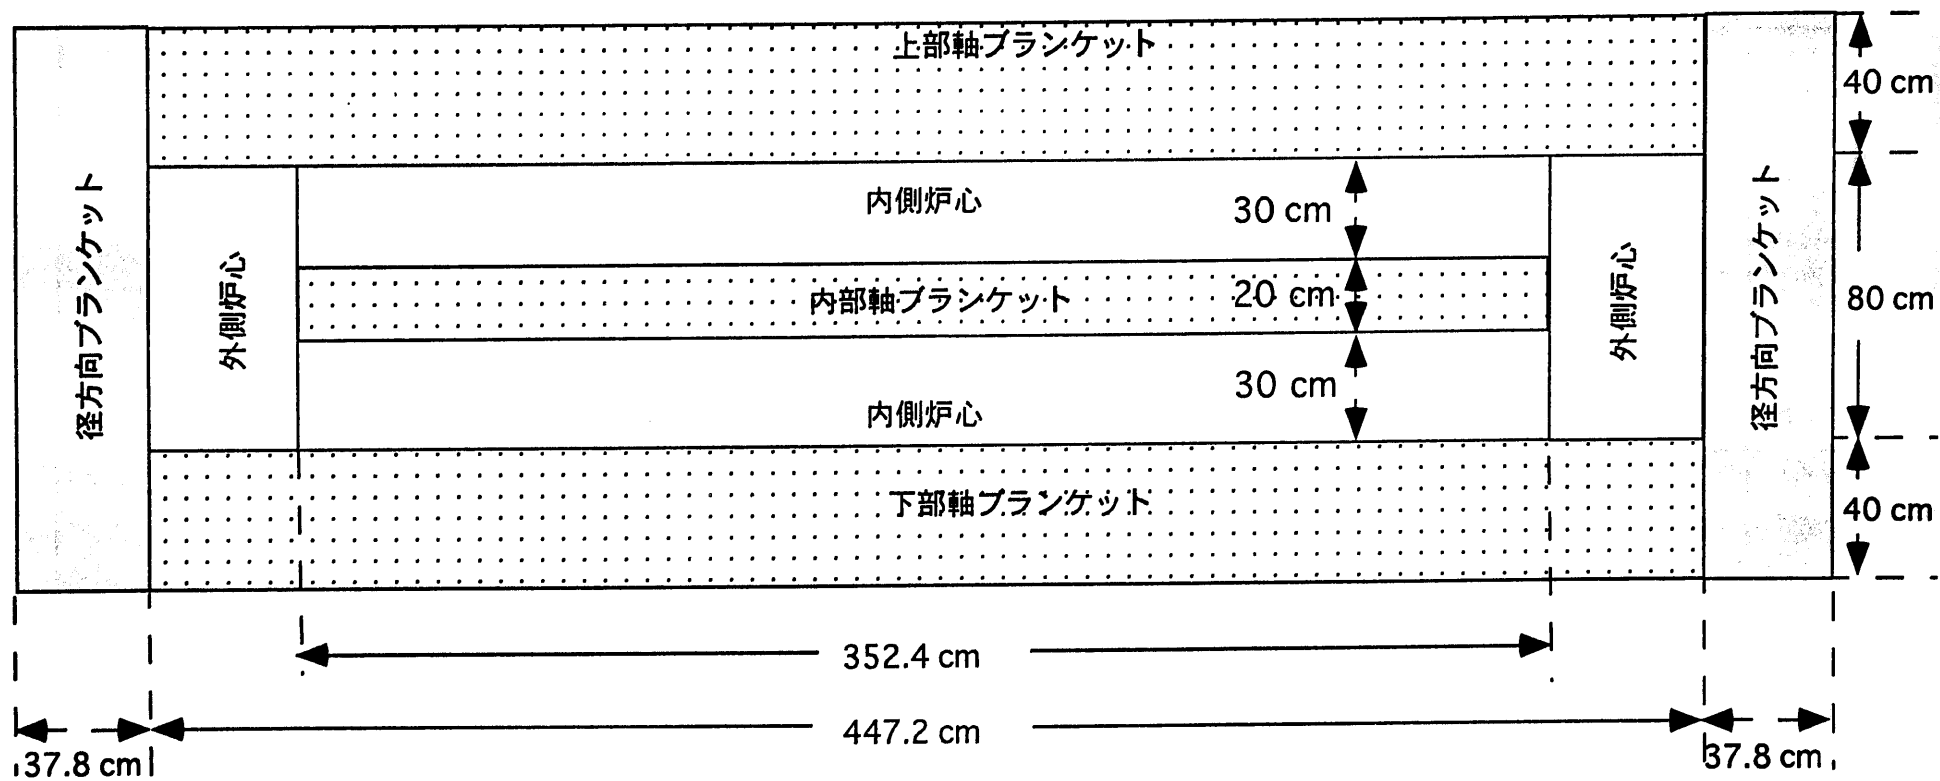 上部軸ブランケット
40 cm
径方向ブランケット
外側炉心
内側炉心
30 cm
内部軸ブランケット
20 cm
内側炉心
30 cm
外側炉心
径方向ブランケット
80 cm
下部軸ブランケット
40 cm
352.4 cm
447.2 cm
37.8 cm
37.8 cm